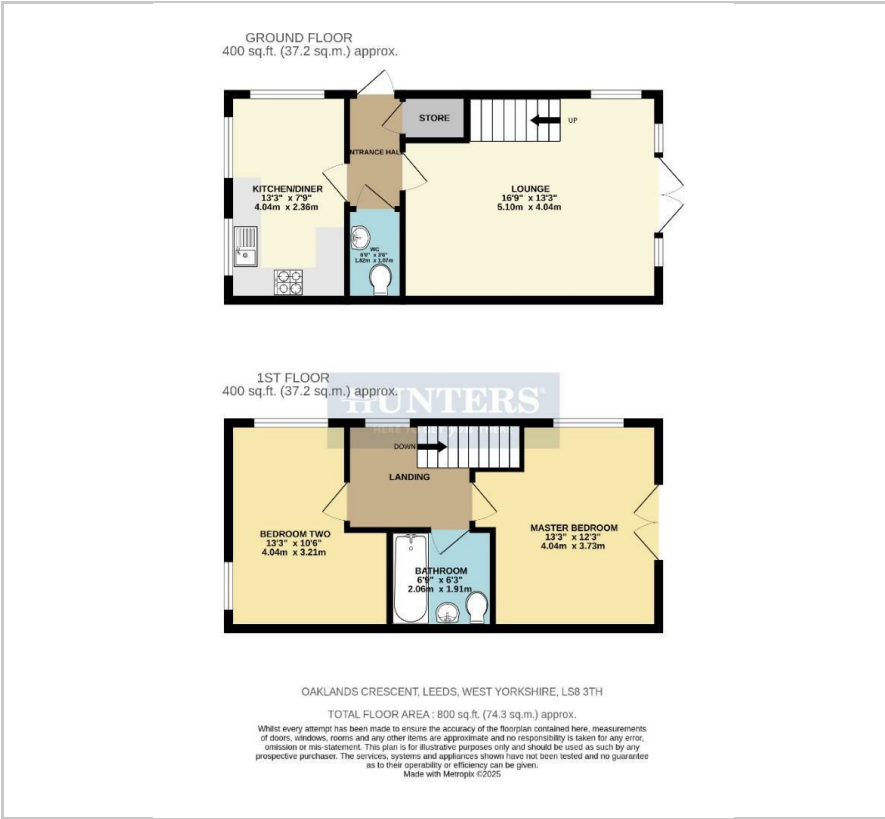 GROUND FLOOR
400 sq.ft. (37.2 sq.m.) approx.
STORE
UP
ENTRANCE HALL
KITCHEN/DINER
13'3" x 7'9"
4.04m x 2.36m
LOUNGE
16'9" x 13'3"
5.10m x 4.04m
WC
1ST FLOOR
400 sq.ft. (37.2 sq.m.) approx.
HUNTERS
DOWN
LANDING
BEDROOM TWO
13'3" x 10'6"
4.04m x 3.21m
MASTER BEDROOM
13'3" x 12'3"
4.04m x 3.73m
BATHROOM
6'9" x 6'3"
2.06m x 1.91m
OAKLANDS CRESCENT, LEEDS, WEST YORKSHIRE, LS8 3TH
TOTAL FLOOR AREA : 800 sq.ft. (74.3 sq.m.) approx.
Whilst every attempt has been made to ensure the accuracy of the floorplan contained here, measurements
of doors, windows, rooms and any other items are approximate and no responsibility is taken for any error,
omission or mis-statement. This plan is for illustrative purposes only and should be used as such by any
prospective purchaser. The services, systems and appliances shown have not been tested and no guarantee
as to their operability or efficiency can be given.
Made with Metropix ©2025